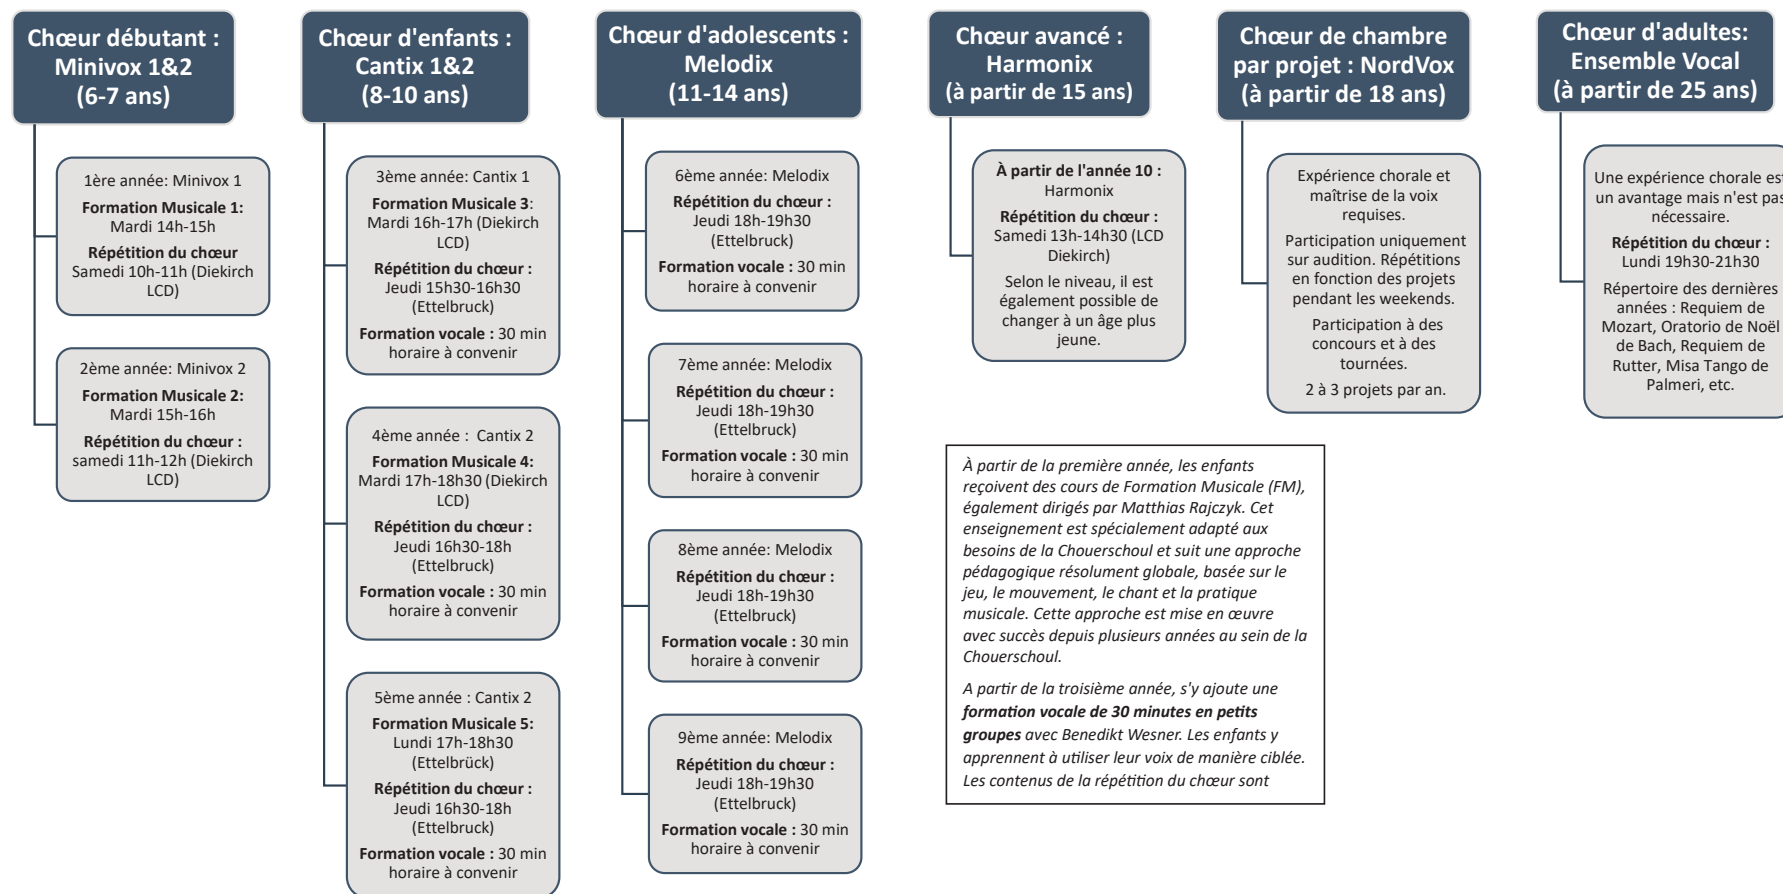 Chœur débutant :
Minivox 1&2
(6-7 ans)
1ère année: Minivox 1
Formation Musicale 1:
Mardi 14h-15h
Répétition du chœur
Samedi 10h-11h (Diekirch
LCD)
2ème année: Minivox 2
Formation Musicale 2:
Mardi 15h-16h
Répétition du chœur :
samedi 11h-12h (Diekirch
LCD)
Chœur d'enfants :
Cantix 1&2
(8-10 ans)
3ème année: Cantix 1
Formation Musicale 3:
Mardi 16h-17h (Diekirch
LCD)
Répétition du chœur :
Jeudi 15h30-16h30
(Ettelbruck)
Formation vocale : 30 min
horaire à convenir
4ème année : Cantix 2
Formation Musicale 4:
Mardi 17h-18h30 (Diekirch
LCD)
Répétition du chœur :
Jeudi 16h30-18h
(Ettelbruck)
Formation vocale : 30 min
horaire à convenir
5ème année : Cantix 2
Formation Musicale 5:
Lundi 17h-18h30
(Ettelbrück)
Répétition du chœur :
Jeudi 16h30-18h
(Ettelbruck)
Formation vocale : 30 min
horaire à convenir
Chœur d'adolescents :
Melodix
(11-14 ans)
6ème année: Melodix
Répétition du chœur :
Jeudi 18h-19h30
(Ettelbruck)
Formation vocale : 30 min
horaire à convenir
7ème année: Melodix
Répétition du chœur :
Jeudi 18h-19h30
(Ettelbruck)
Formation vocale : 30 min
horaire à convenir
8ème année: Melodix
Répétition du chœur :
Jeudi 18h-19h30
(Ettelbruck)
Formation vocale : 30 min
horaire à convenir
9ème année: Melodix
Répétition du chœur :
Jeudi 18h-19h30
(Ettelbruck)
Formation vocale : 30 min
horaire à convenir
Chœur avancé :
Harmonix
(à partir de 15 ans)
À partir de l'année 10 :
Harmonix
Répétition du chœur :
Samedi 13h-14h30 (LCD
Diekirch)
Selon le niveau, il est
également possible de
changer à un âge plus
jeune.
Chœur de chambre
par projet : NordVox
(à partir de 18 ans)
Expérience chorale et
maîtrise de la voix
requises.
Participation uniquement
sur audition. Répétitions
en fonction des projets
pendant les weekends.
Participation à des
concours et à des
tournées.
2 à 3 projets par an.
Chœur d'adultes:
Ensemble Vocal
(à partir de 25 ans)
Une expérience chorale est
un avantage mais n'est pas
nécessaire.
Répétition du chœur :
Lundi 19h30-21h30
Répertoire des dernières
années : Requiem de
Mozart, Oratorio de Noël
de Bach, Requiem de
Rutter, Misa Tango de
Palmeri, etc.
À partir de la première année, les enfants
reçoivent des cours de Formation Musicale (FM),
également dirigés par Matthias Rajczyk. Cet
enseignement est spécialement adapté aux
besoins de la Chouerschoul et suit une approche
pédagogique résolument globale, basée sur le
jeu, le mouvement, le chant et la pratique
musicale. Cette approche est mise en œuvre
avec succès depuis plusieurs années au sein de la
Chouerschoul.
A partir de la troisième année, s'y ajoute une
formation vocale de 30 minutes en petits
groupes avec Benedikt Wesner. Les enfants y
apprennent à utiliser leur voix de manière ciblée.
Les contenus de la répétition du chœur sont